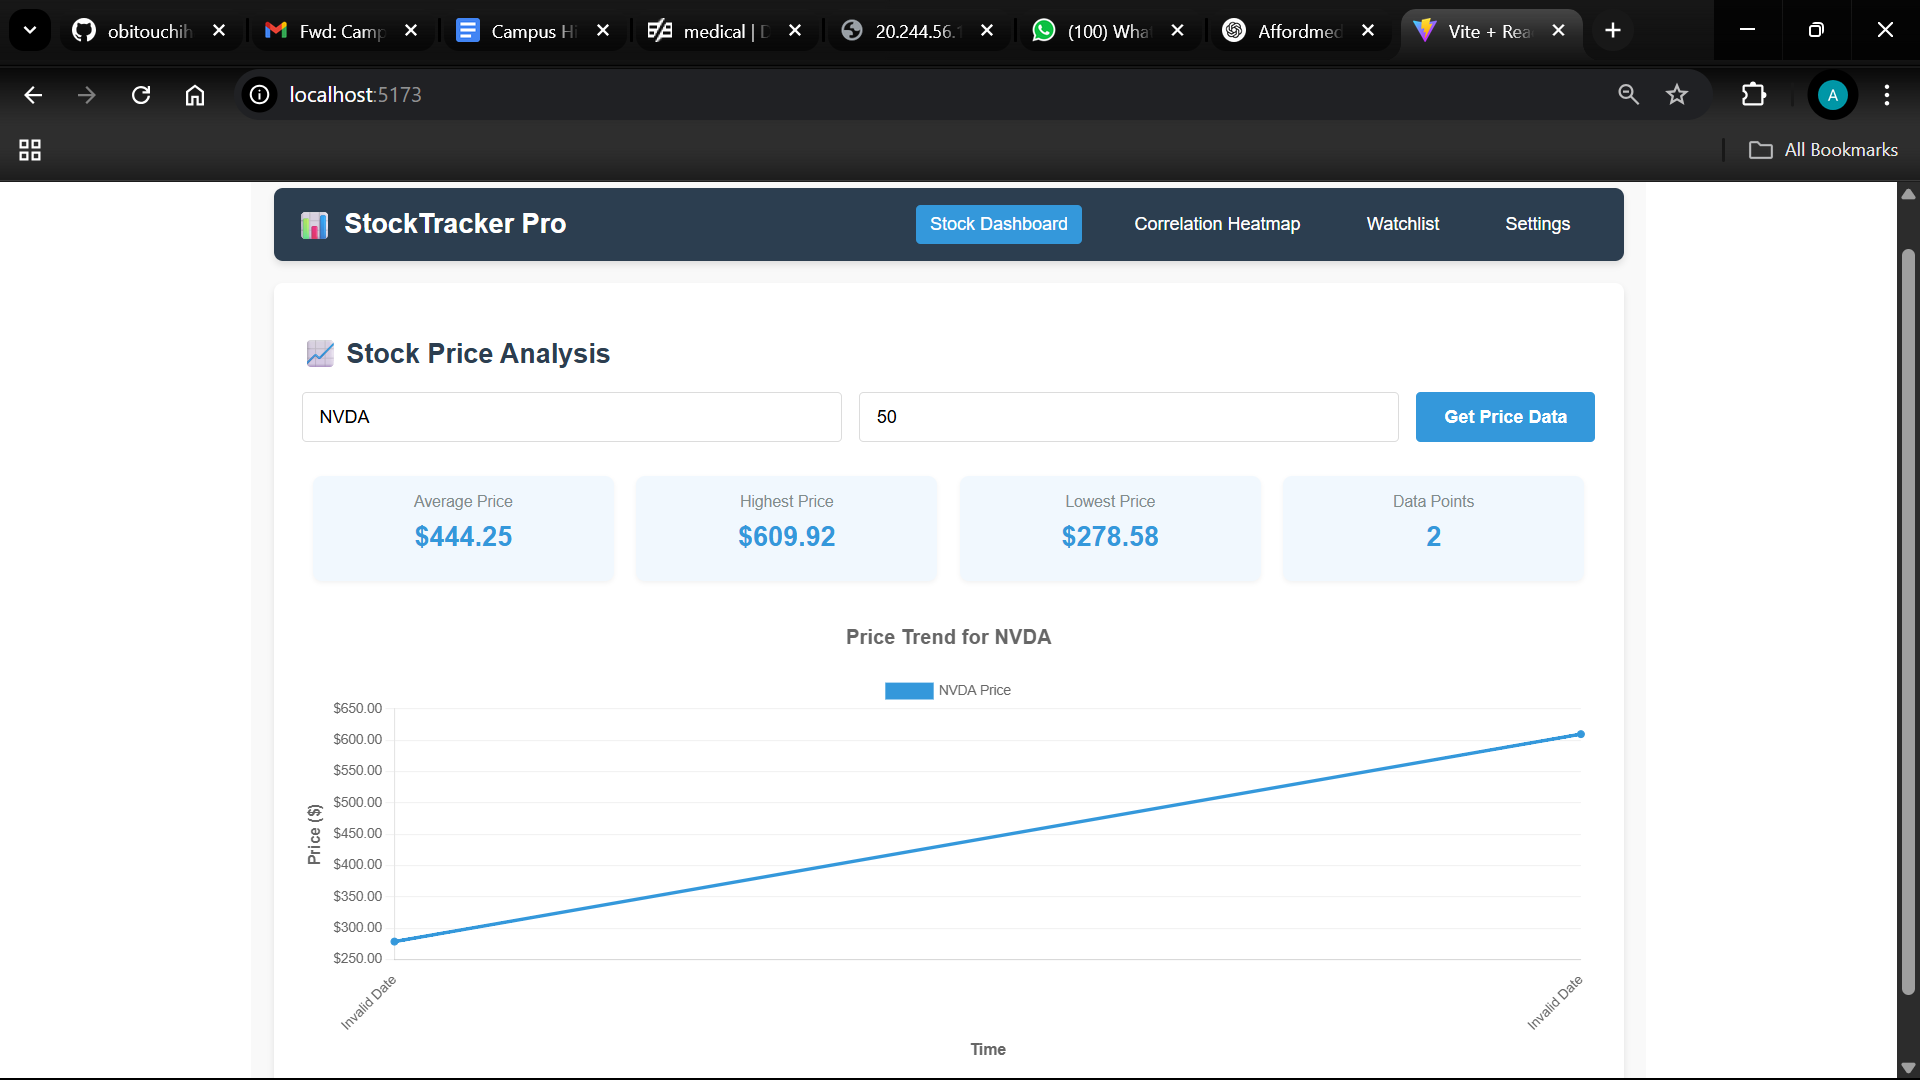 obitouchih
Fwd: Camp
Campus Hi
medical | D
20.244.56.1
(100) What
Affordmed
Vite + Rea
localhost:5173
A
All Bookmarks
StockTracker Pro
Stock Dashboard
Correlation Heatmap
Watchlist
Settings
Stock Price Analysis
NVDA
50
Get Price Data
Average Price
$444.25
Highest Price
$609.92
Lowest Price
$278.58
Data Points
2
Price Trend for NVDA
NVDA Price
$650.00
$600.00
$550.00
$500.00
$450.00
$400.00
$350.00
$300.00
$250.00
Price ($)
Invalid Date
Invalid Date
Time